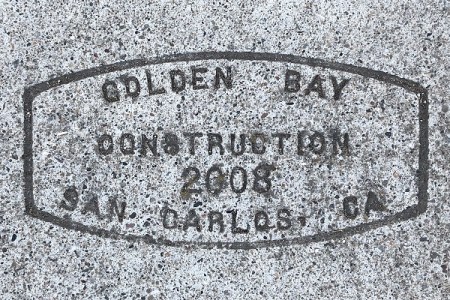 GOLDEN BAY
CONSTRUCTION
2008
SAN CARLOS, CA